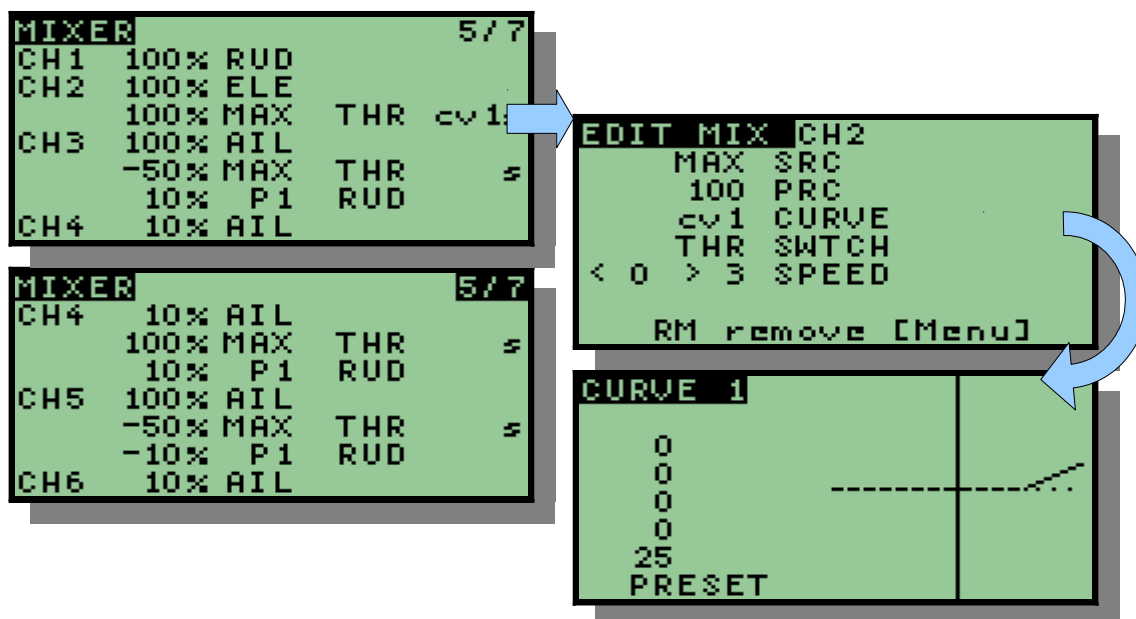 MIXER 5/7
CH1 100% RUD
CH2 100% ELE
100% MAX THR cv1s
CH3 100% AIL
-50% MAX THR s
10% P1 RUD
CH4 10% AIL
MIXER 5/7
CH4 10% AIL
100% MAX THR s
10% P1 RUD
CH5 100% AIL
-50% MAX THR s
-10% P1 RUD
CH6 10% AIL
EDIT MIX CH2
MAX SRC
100 PRC
cv1 CURVE
THR SWTCH
< 0 > 3 SPEED
RM remove [Menu]
CURVE 1
0
0
0
0
25
PRESET